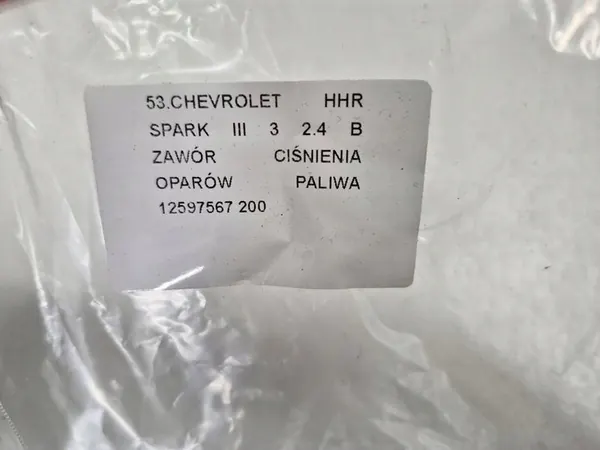 53.CHEVROLET HHR
SPARK III 3 2.4 B
ZAWÓR CIŚNIENIA
OPARÓW PALIWA
12597567 200